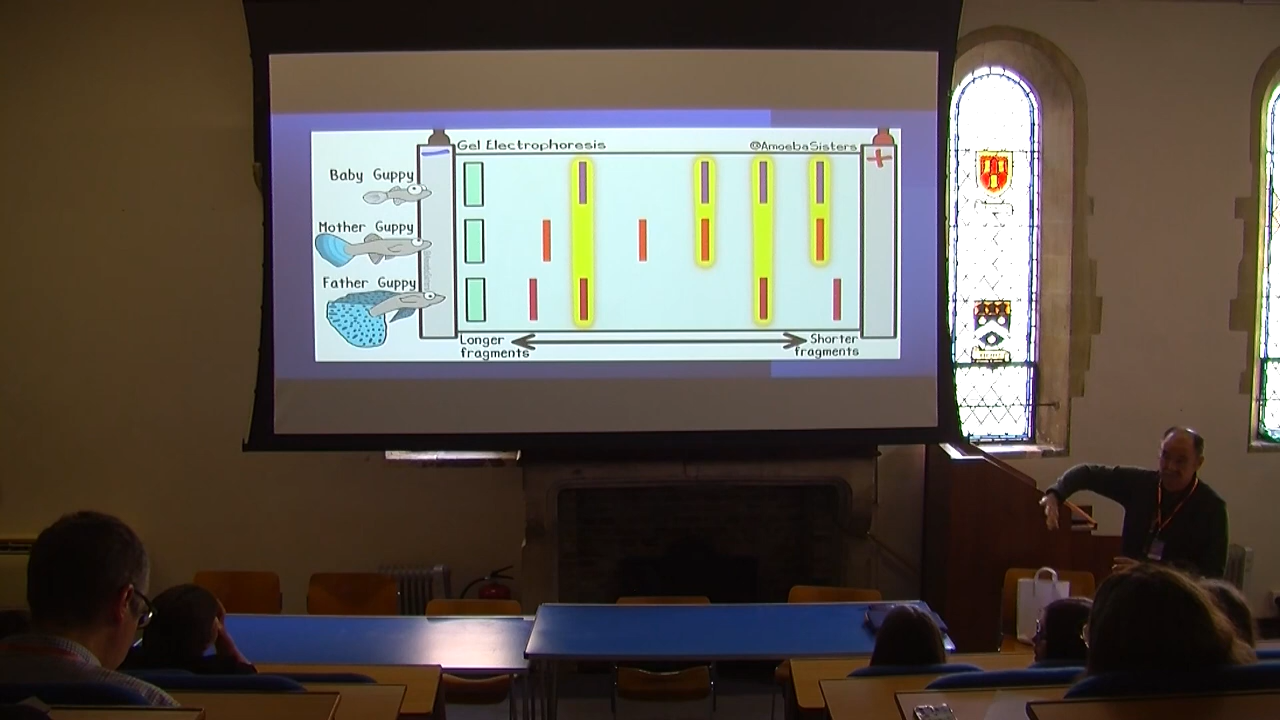 Gel Electrophoresis
@AmoebaSisters
Baby Guppy
Mother Guppy
Father Guppy
Longer
fragments
Shorter
fragments